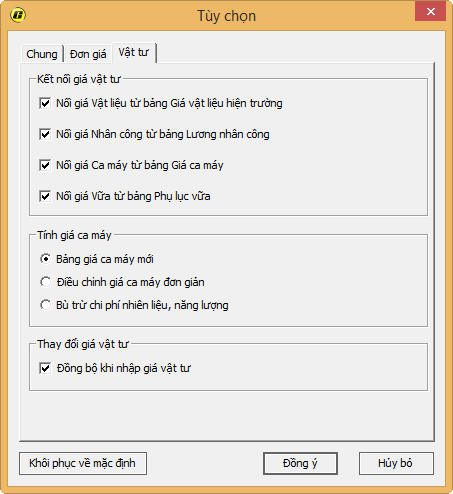 Tùy chọn
Chung Đơn giá Vật tư
Kết nối giá vật tư
Nối giá Vật liệu từ bảng Giá vật liệu hiện trường
Nối giá Nhân công từ bảng Lương nhân công
Nối giá Ca máy từ bảng Giá ca máy
Nối giá Vữa từ bảng Phụ lục vữa
Tính giá ca máy
Bảng giá ca máy mới
Điều chỉnh giá ca máy đơn giản
Bù trừ chi phí nhiên liệu, năng lượng
Thay đổi giá vật tư
Đồng bộ khi nhập giá vật tư
Khôi phục về mặc định Đồng ý Hủy bỏ